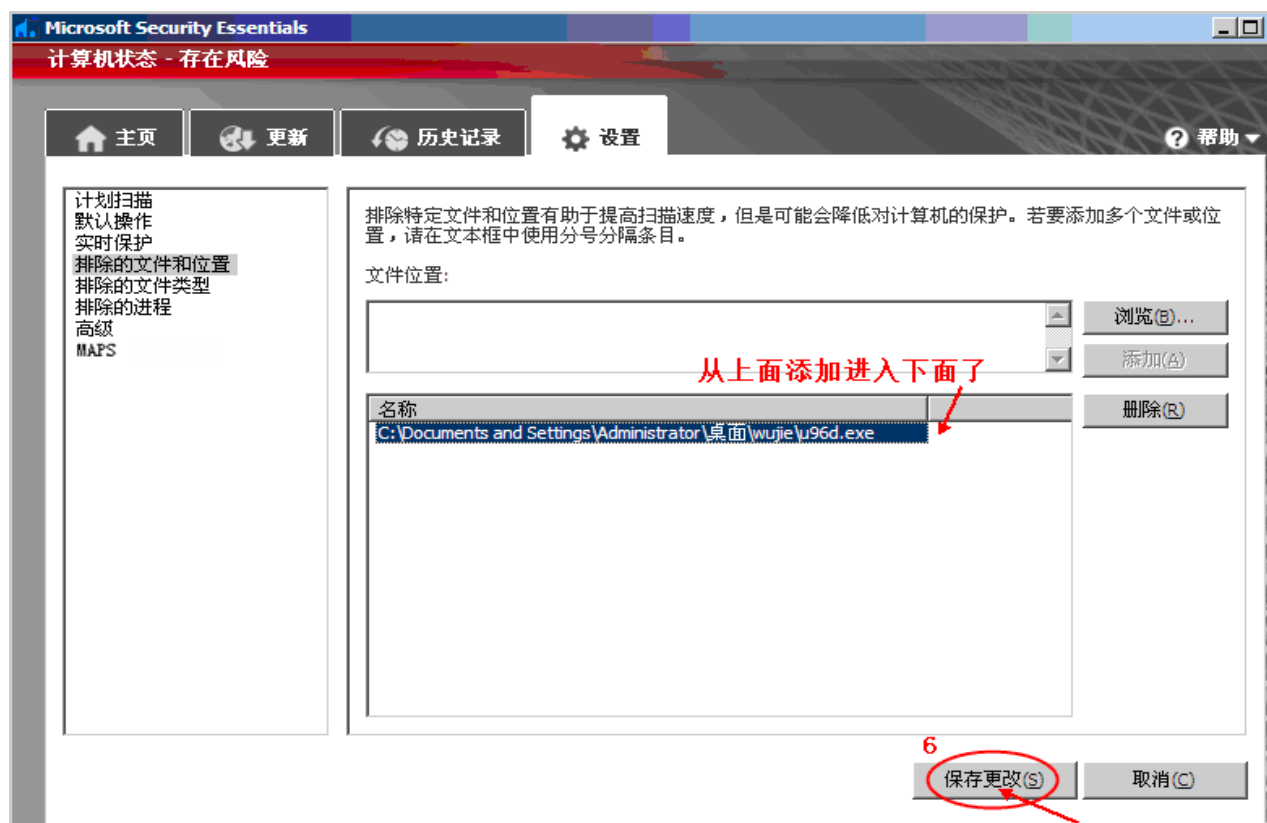 Microsoft Security Essentials
计算机状态 - 存在风险
主页
更新
历史记录
设置
帮助
计划扫描
默认操作
实时保护
排除的文件和位置
排除的文件类型
排除的进程
高级
MAPS
排除特定文件和位置有助于提高扫描速度，但是可能会降低对计算机的保护。若要添加多个文件或位
置，请在文本框中使用分号分隔条目。
文件位置:
浏览(B)...
添加(A)
从上面添加进入下面了
名称
删除(R)
C:\Documents and Settings\Administrator\桌面\wujie\u96d.exe
6
保存更改(S)
取消(C)